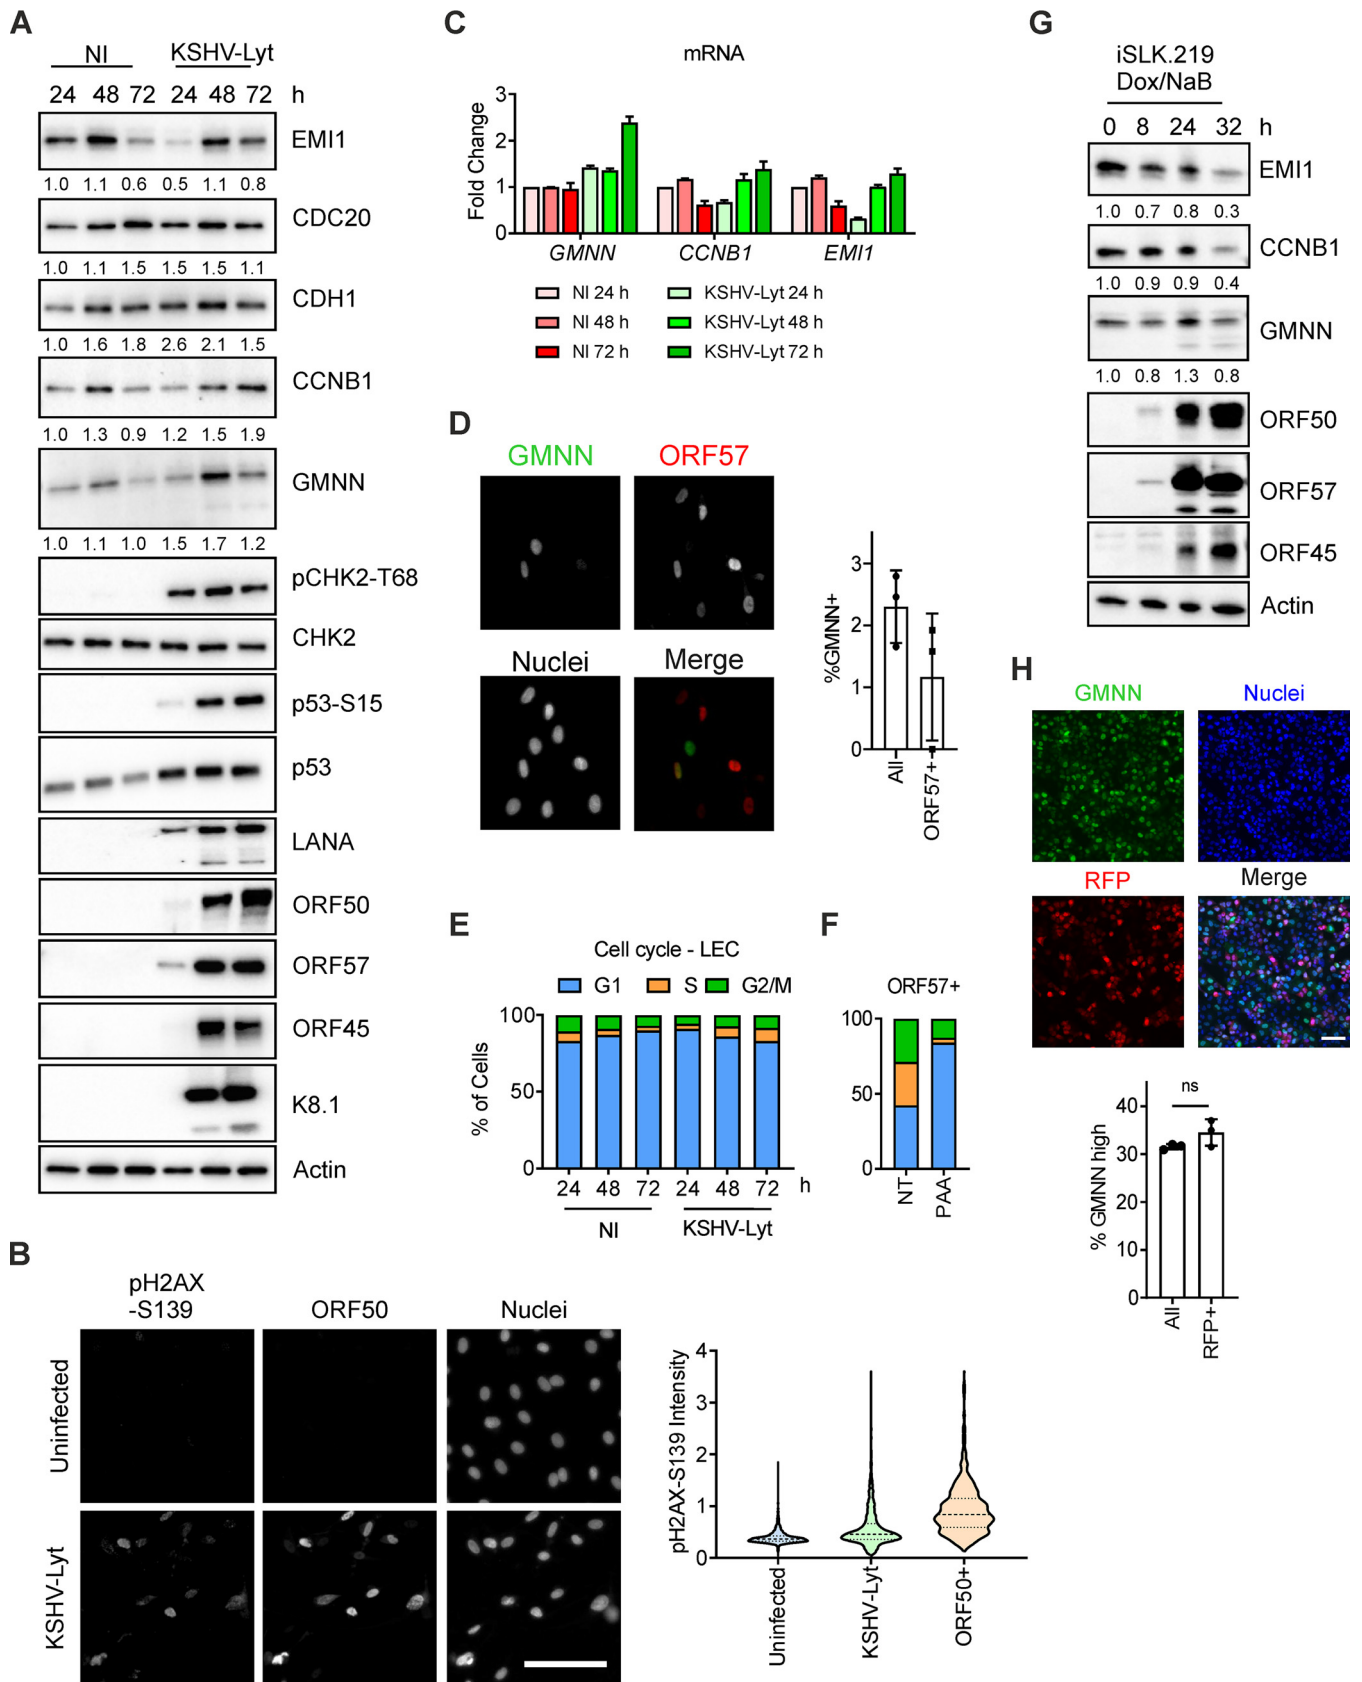 A
NI KSHV-Lyt
24 48 72 24 48 72 h
EMI1
1.0 1.1 0.6 0.5 1.1 0.8
CDC20
1.0 1.1 1.5 1.5 1.5 1.1
CDH1
1.0 1.6 1.8 2.6 2.1 1.5
CCNB1
1.0 1.3 0.9 1.2 1.5 1.9
GMNN
1.0 1.1 1.0 1.5 1.7 1.2
pCHK2-T68
CHK2
p53-S15
p53
LANA
ORF50
ORF57
ORF45
K8.1
Actin
B
pH2AX
-S139 ORF50 Nuclei
Uninfected
KSHV-Lyt
pH2AX-S139 Intensity
4
3
2
1
0
Uninfected KSHV-Lyt ORF50+
C
mRNA
Fold Change
3
2
1
0
GMNN CCNB1 EMI1
NI 24 h KSHV-Lyt 24 h
NI 48 h KSHV-Lyt 48 h
NI 72 h KSHV-Lyt 72 h
D
GMNN ORF57
Nuclei Merge
%GMNN+
3
2
1
0
All ORF57+
E
Cell cycle - LEC
G1 S G2/M
% of Cells
100
50
0
24 48 72 24 48 72 h
NI KSHV-Lyt
F
ORF57+
100
50
0
NT PAA
G
iSLK.219
Dox/NaB
0 8 24 32 h
EMI1
1.0 0.7 0.8 0.3
CCNB1
1.0 0.9 0.9 0.4
GMNN
1.0 0.8 1.3 0.8
ORF50
ORF57
ORF45
Actin
H
GMNN Nuclei
RFP Merge
% GMNN high
ns
40
30
20
10
0
All RFP+